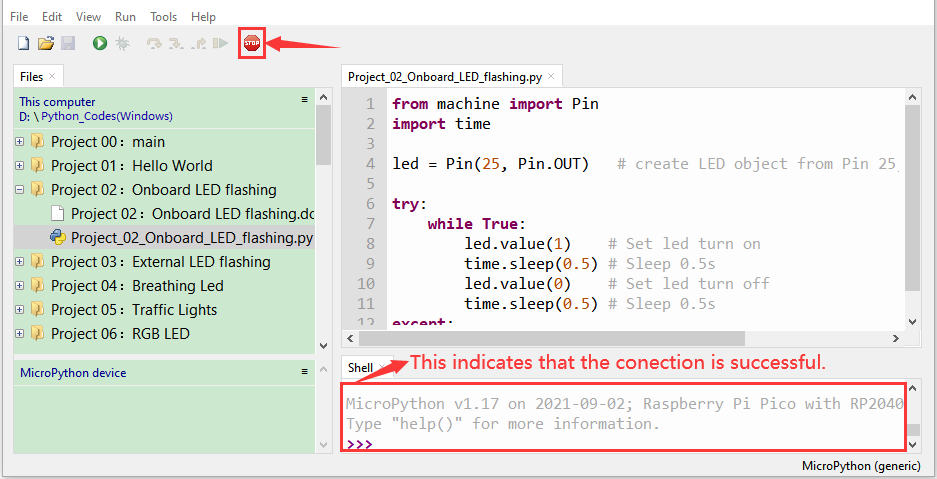 File Edit View Run Tools Help
STOP
Files
This computer
D: \ Python_Codes(Windows)
Project 00：main
Project 01：Hello World
Project 02：Onboard LED flashing
Project 02：Onboard LED flashing.dc
Project_02_Onboard_LED_flashing.py
Project 03：External LED flashing
Project 04：Breathing Led
Project 05：Traffic Lights
Project 06：RGB LED
MicroPython device
Project_02_Onboard_LED_flashing.py
1 from machine import Pin
2 import time
3
4 led = Pin(25, Pin.OUT)   # create LED object from Pin 25,
5
6 try:
7     while True:
8         led.value(1)    # Set led turn on
9         time.sleep(0.5) # Sleep 0.5s
10         led.value(0)    # Set led turn off
11         time.sleep(0.5) # Sleep 0.5s
12 except:
Shell
This indicates that the conection is successful.
MicroPython v1.17 on 2021-09-02; Raspberry Pi Pico with RP2040
Type "help()" for more information.
>>>
MicroPython (generic)